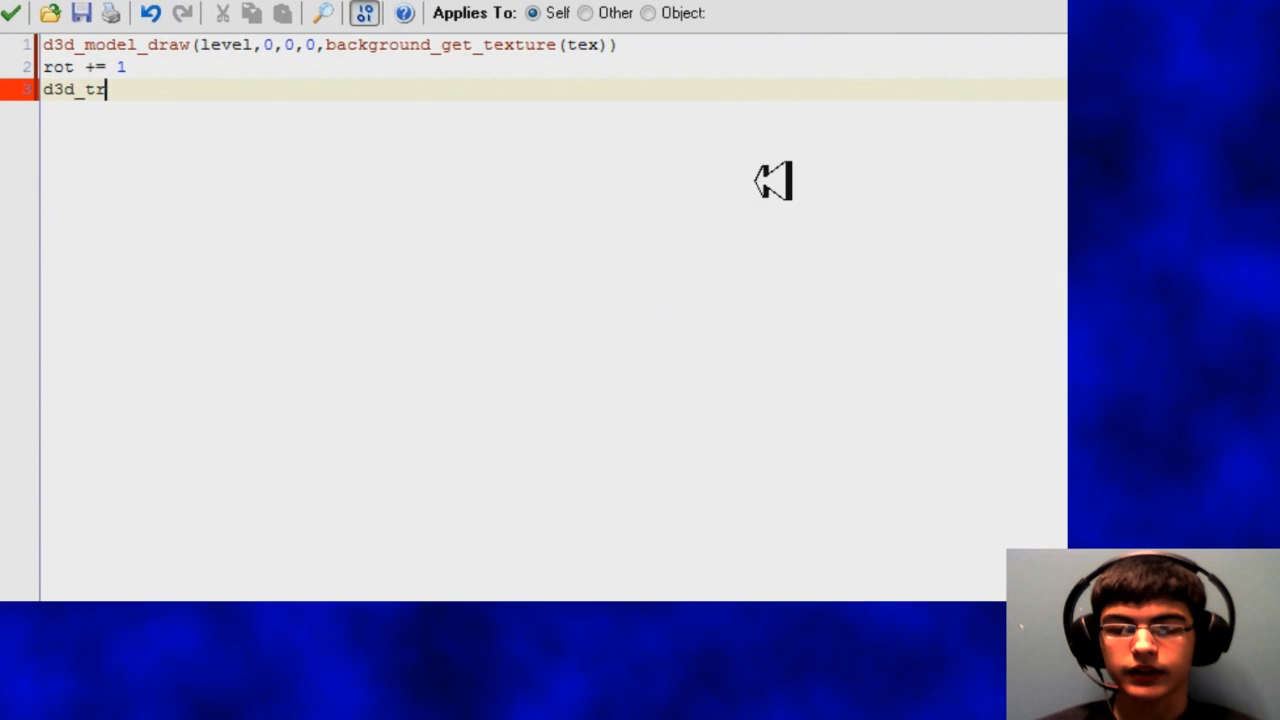 Applies To: Self Other Object:
1 d3d_model_draw(level,0,0,0,background_get_texture(tex))
2 rot += 1
3 d3d_tr